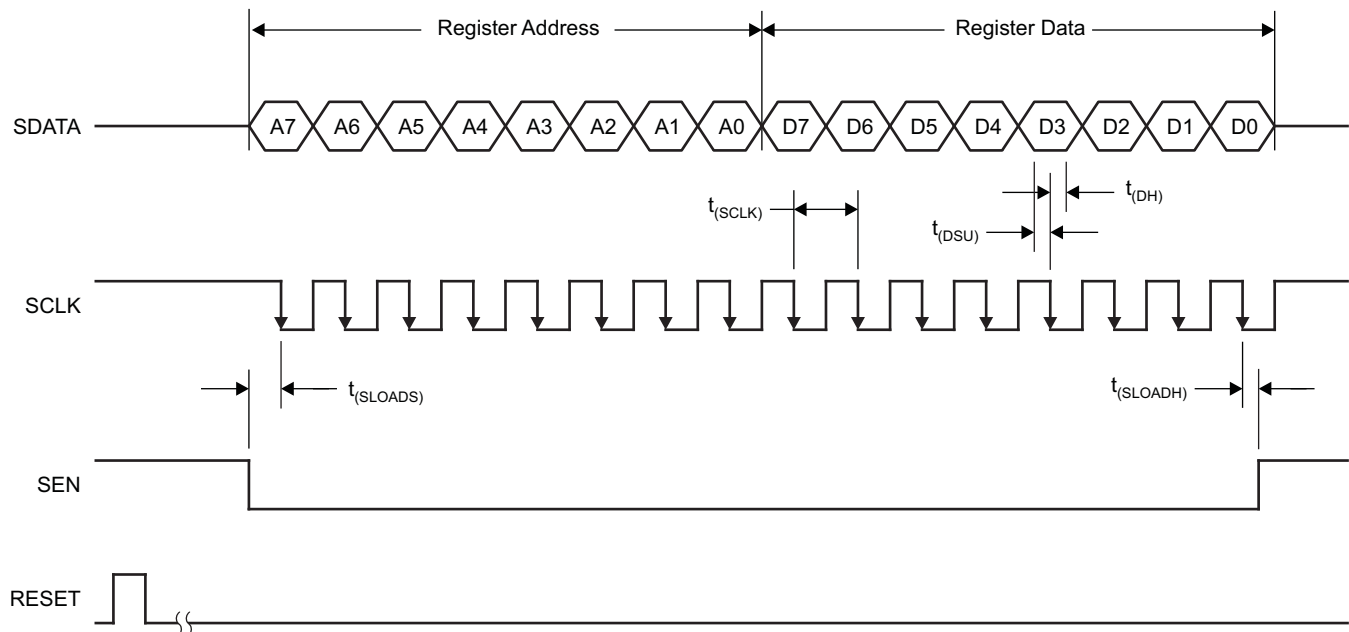 Register Address
Register Data
SDATA
A7 A6 A5 A4 A3 A2 A1 A0 D7 D6 D5 D4 D3 D2 D1 D0
t(SCLK)
t(DH)
t(DSU)
SCLK
t(SLOADS)
t(SLOADH)
SEN
RESET